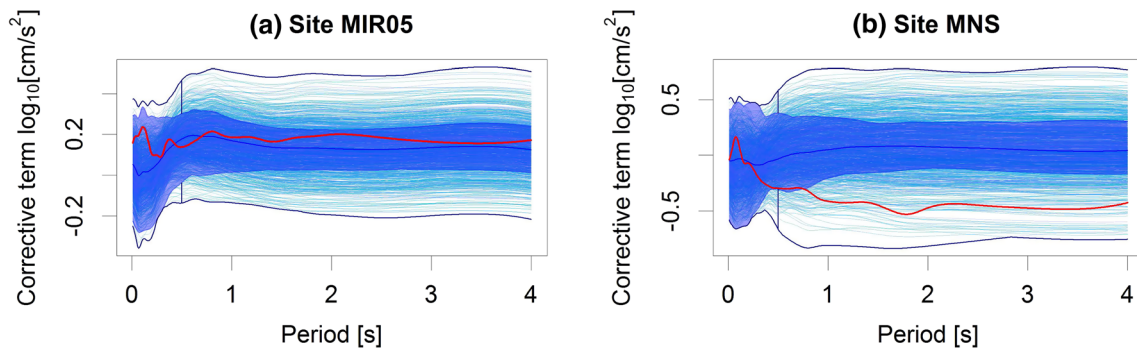 (a) Site MIR05
Corrective term log10[cm/s2]
0.2
-0.2
0 1 2 3 4
Period [s]
(b) Site MNS
Corrective term log10[cm/s2]
0.5
-0.5
0 1 2 3 4
Period [s]